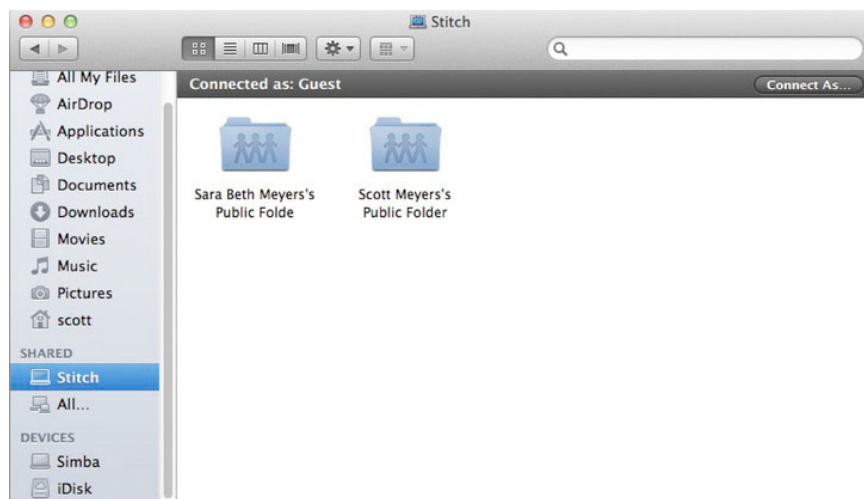 Stitch
Connected as: Guest
Connect As...
All My Files
AirDrop
Applications
Desktop
Documents
Downloads
Movies
Music
Pictures
scott
SHARED
Stitch
All...
DEVICES
Simba
iDisk
Sara Beth Meyers's
Public Folde
Scott Meyers's
Public Folder